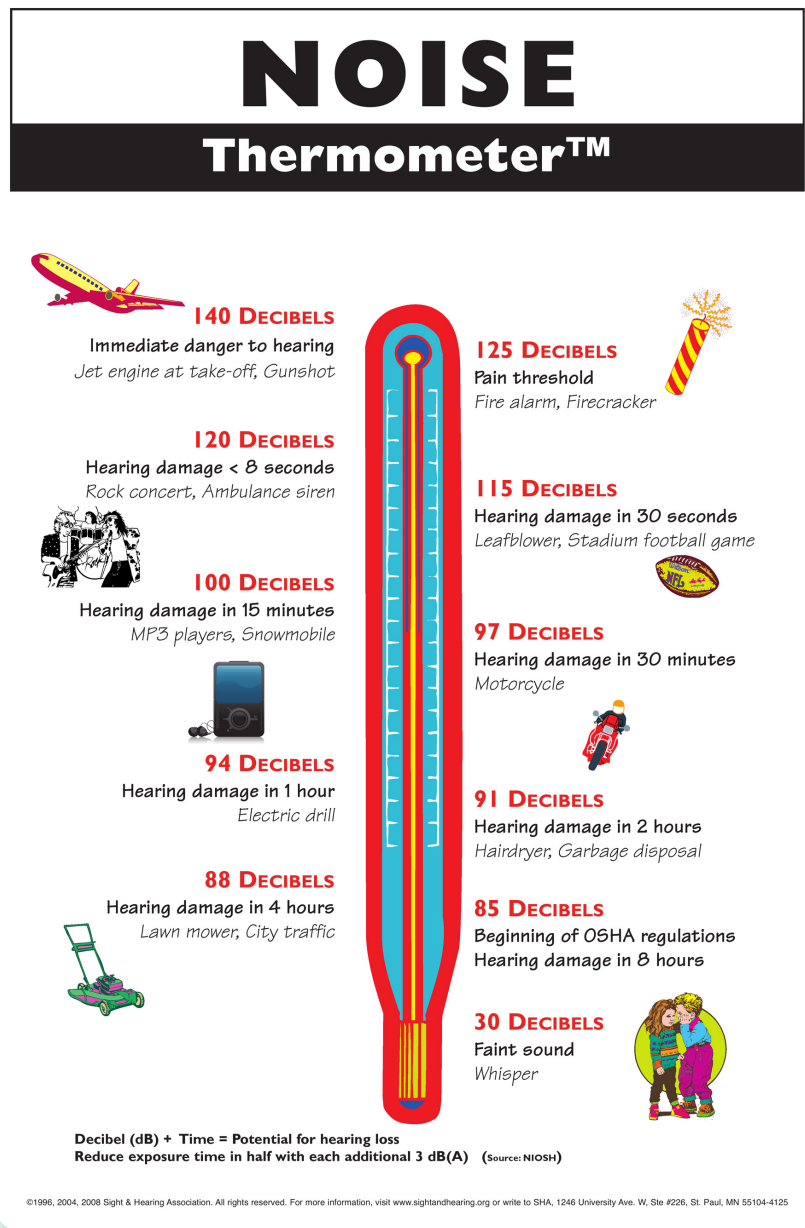 NOISE
Thermometer™
140 DECIBELS
Immediate danger to hearing
Jet engine at take-off, Gunshot
125 DECIBELS
Pain threshold
Fire alarm, Firecracker
120 DECIBELS
Hearing damage < 8 seconds
Rock concert, Ambulance siren
115 DECIBELS
Hearing damage in 30 seconds
Leafblower, Stadium football game
NFL
100 DECIBELS
Hearing damage in 15 minutes
MP3 players, Snowmobile
97 DECIBELS
Hearing damage in 30 minutes
Motorcycle
94 DECIBELS
Hearing damage in 1 hour
Electric drill
91 DECIBELS
Hearing damage in 2 hours
Hairdryer, Garbage disposal
88 DECIBELS
Hearing damage in 4 hours
Lawn mower, City traffic
85 DECIBELS
Beginning of OSHA regulations
Hearing damage in 8 hours
30 DECIBELS
Faint sound
Whisper
Decibel (dB) + Time = Potential for hearing loss
Reduce exposure time in half with each additional 3 dB(A) (Source: NIOSH)
©1996, 2004, 2008 Sight & Hearing Association. All rights reserved. For more information, visit www.sightandhearing.org or write to SHA, 1246 University Ave. W, Ste #226, St. Paul, MN 55104-4125